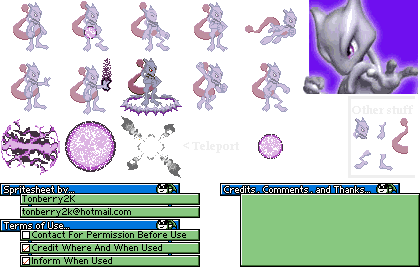 Other stuff
< Teleport
Spritesheet by...
Tonberry2K
tonberry2k@hotmail.com
Terms of Use...
Contact For Permission Before Use
Credit Where And When Used
Inform When Used
Credits, Comments, and Thanks...